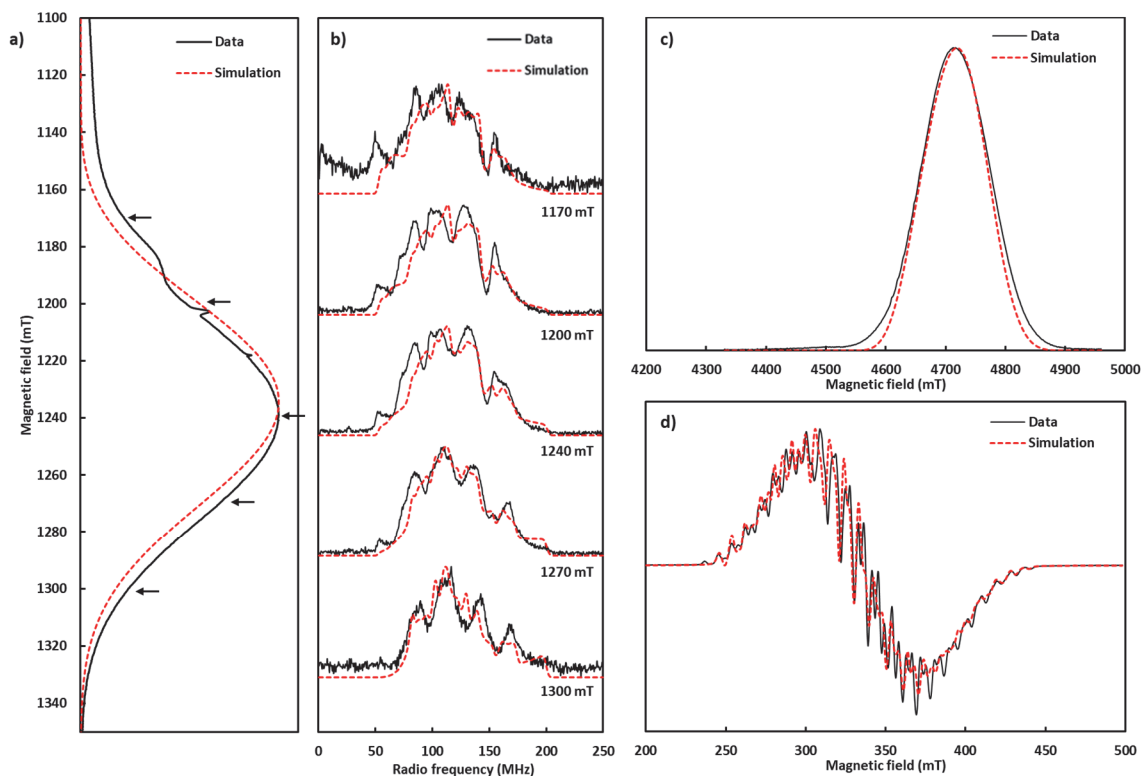 a)
Data
Simulation
1100
1120
1140
1160
1180
1200
1220
1240
1260
1280
1300
1320
1340
Magnetic field (mT)
b)
Data
Simulation
1170 mT
1200 mT
1240 mT
1270 mT
1300 mT
0 50 100 150 200 250
Radio frequency (MHz)
c)
Data
Simulation
4200 4300 4400 4500 4600 4700 4800 4900 5000
Magnetic field (mT)
d)
Data
Simulation
200 250 300 350 400 450 500
Magnetic field (mT)